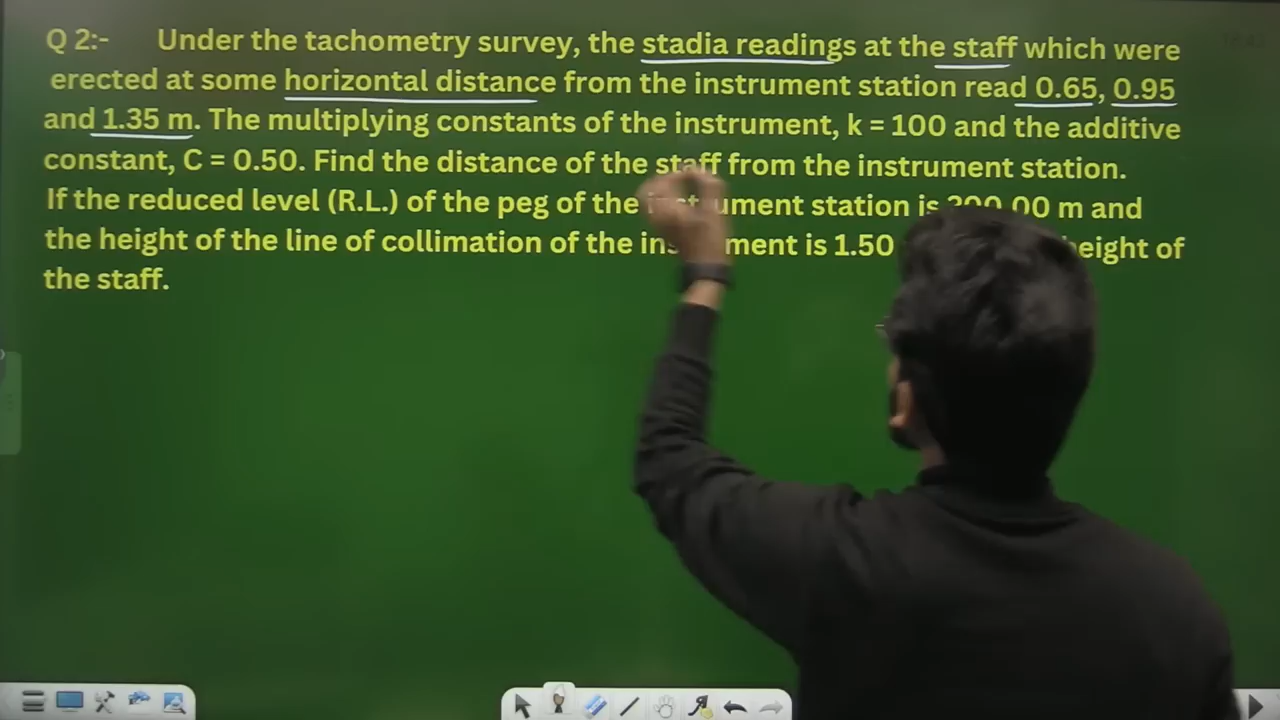 Q 2:- Under the tachometry survey, the stadia readings at the staff which were
erected at some horizontal distance from the instrument station read 0.65, 0.95
and 1.35 m. The multiplying constants of the instrument, k = 100 and the additive
constant, C = 0.50. Find the distance of the staff from the instrument station.
If the reduced level (R.L.) of the peg of the station is m and
the height of the line of collimation of the is 1.50 of
the staff.